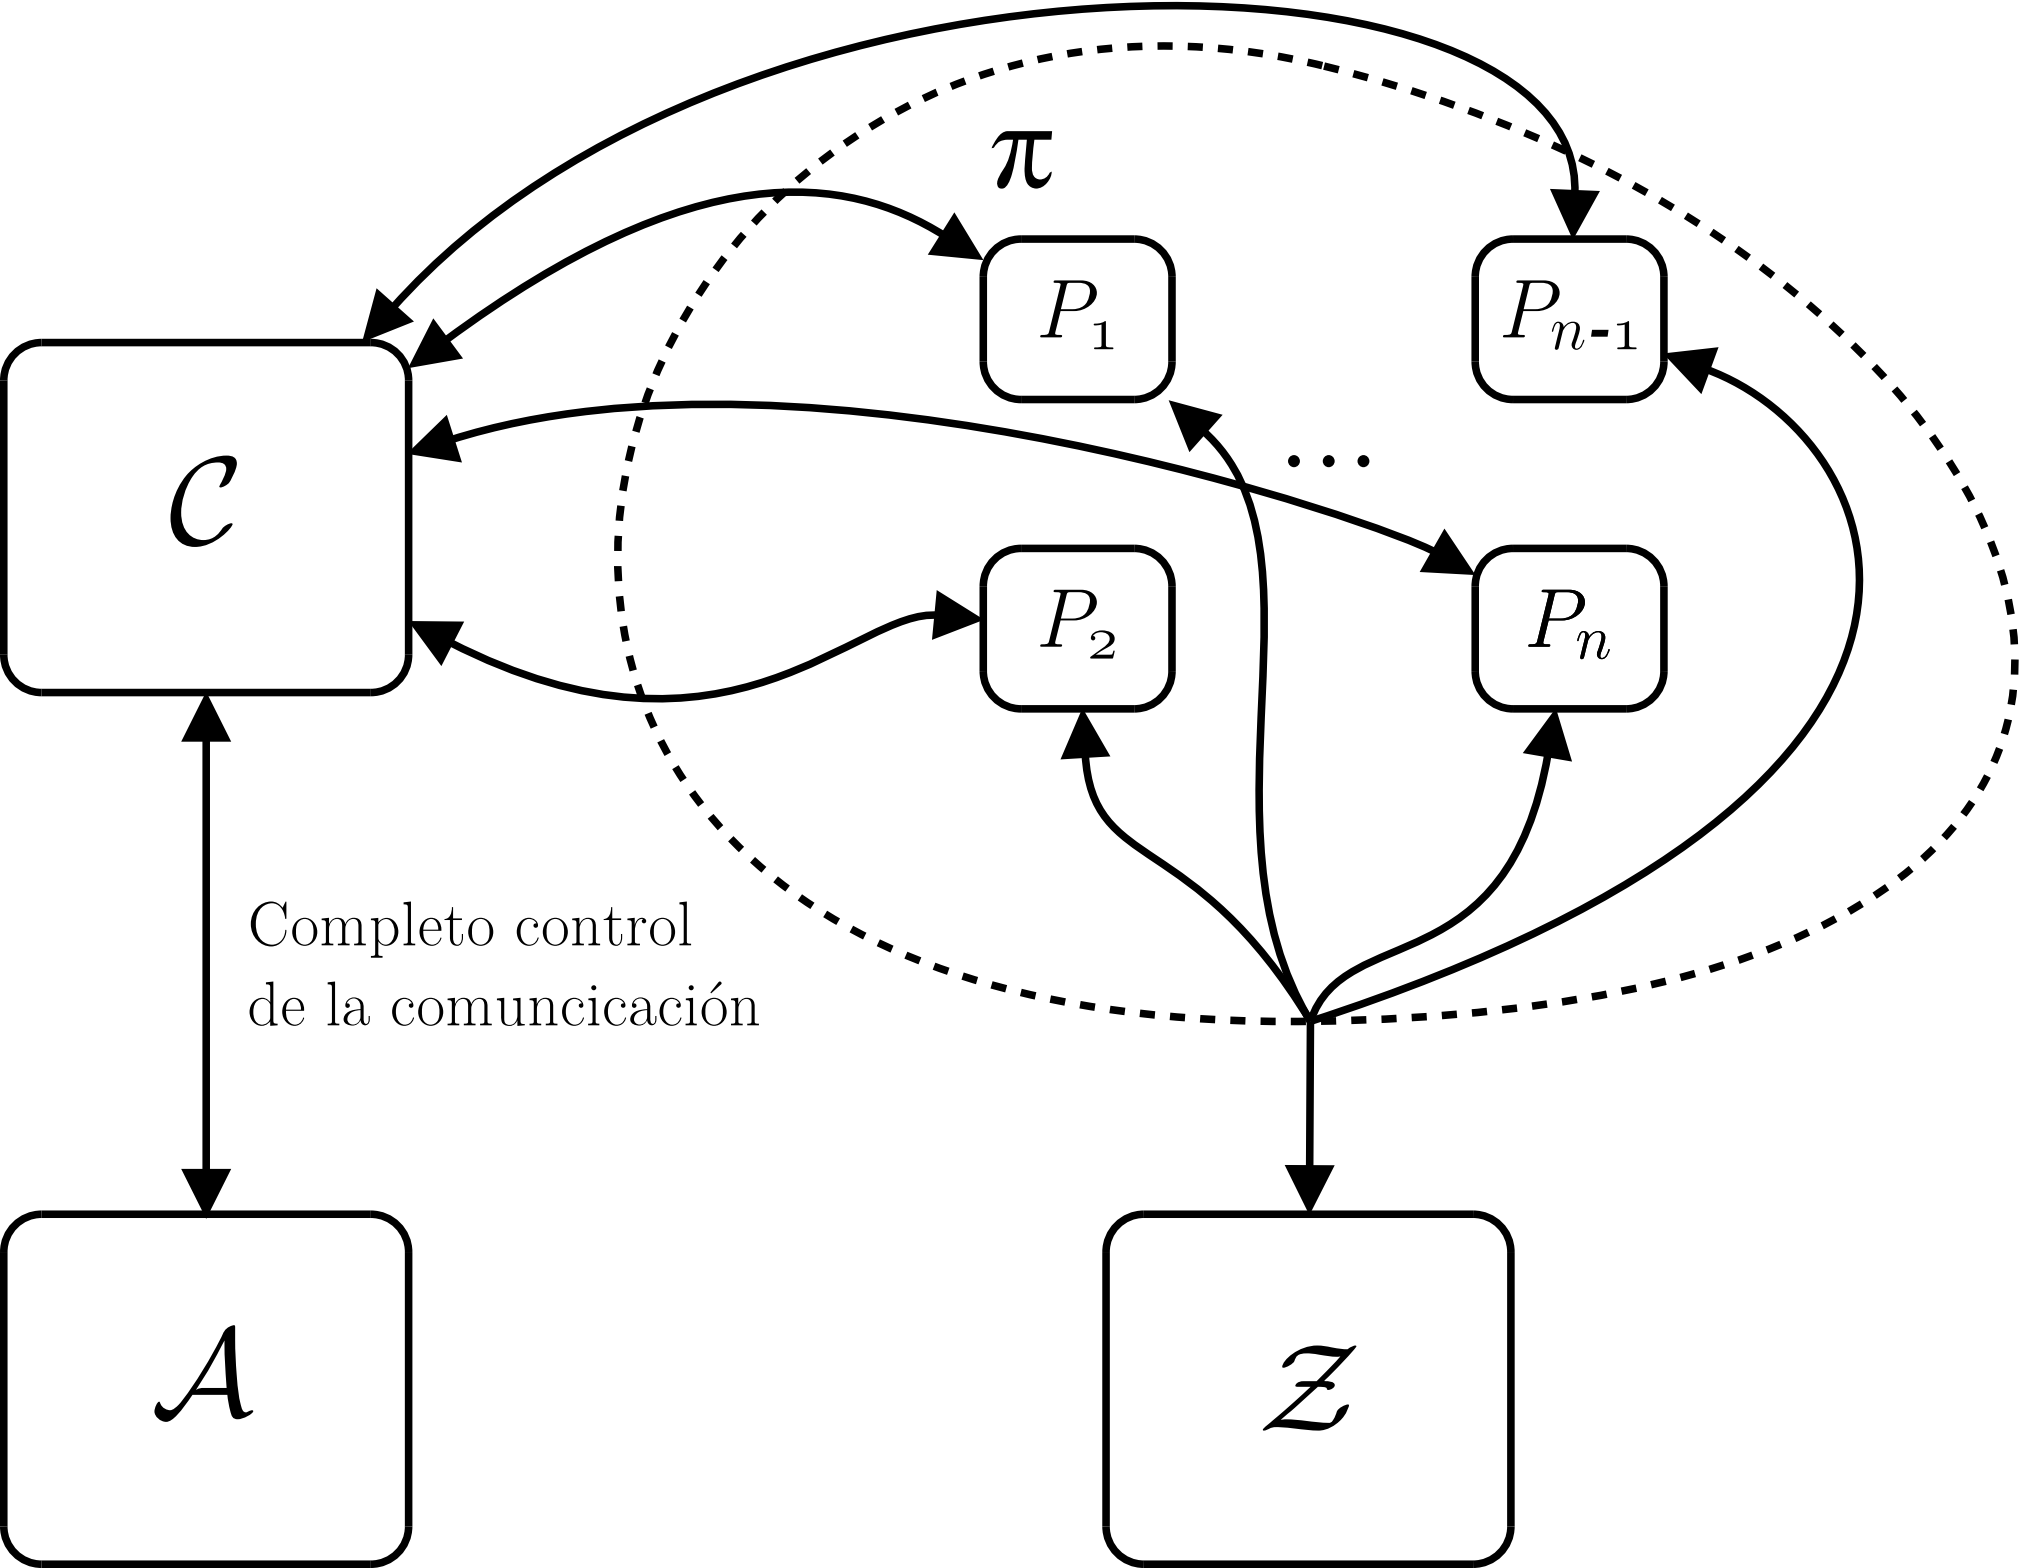 π
P₁
Pₙ₋₁
𝒞
...
P₂
Pₙ
Completo control
de la comuncicación
𝒜
𝒵